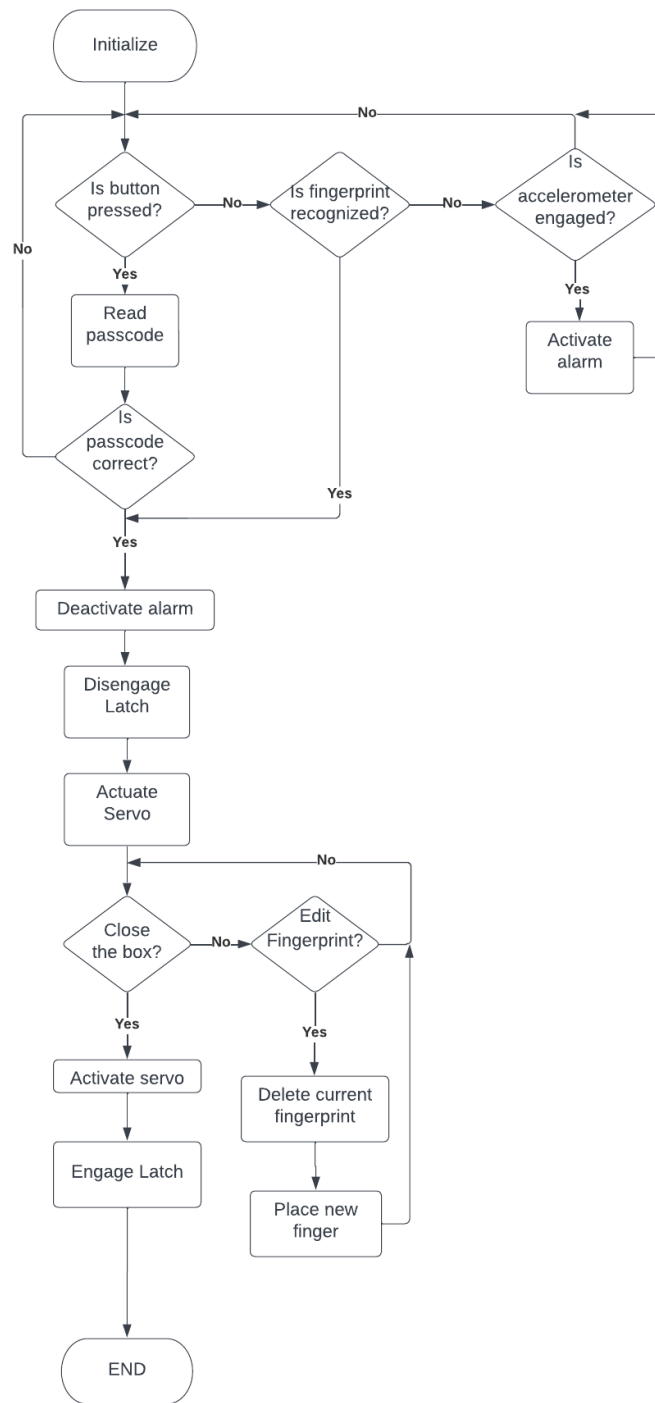 Initialize
No
Is button
pressed?
No
Is fingerprint
recognized?
No
Is
accelerometer
engaged?
No
Yes
Yes
Read
passcode
Activate
alarm
Is
passcode
correct?
Yes
Yes
Deactivate alarm
Disengage
Latch
Actuate
Servo
No
Close
the box?
No
Edit
Fingerprint?
Yes
Yes
Activate servo
Delete current
fingerprint
Engage Latch
Place new
finger
END